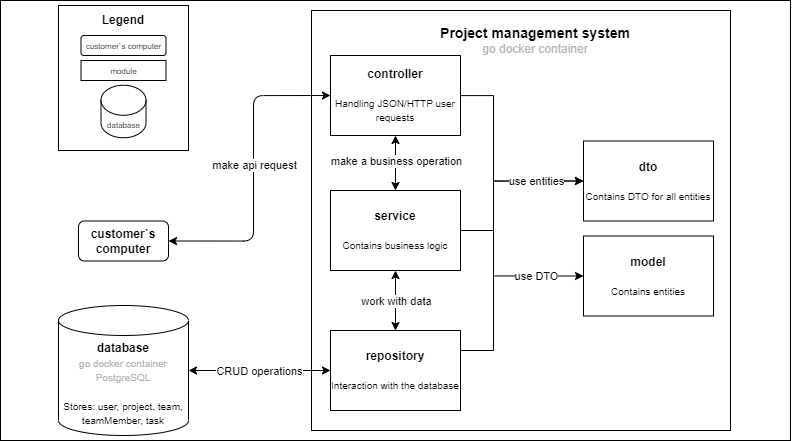 Legend
customer`s computer
module
database
Project management system
go docker container
controller
Handling JSON/HTTP user
requests
make a business operation
make api request
use entities
dto
Contains DTO for all entities
service
Contains business logic
customer`s
computer
model
Contains entities
use DTO
work with data
database
go docker container
PostgreSQL
Stores: user, project, team,
teamMember, task
CRUD operations
repository
Interaction with the database